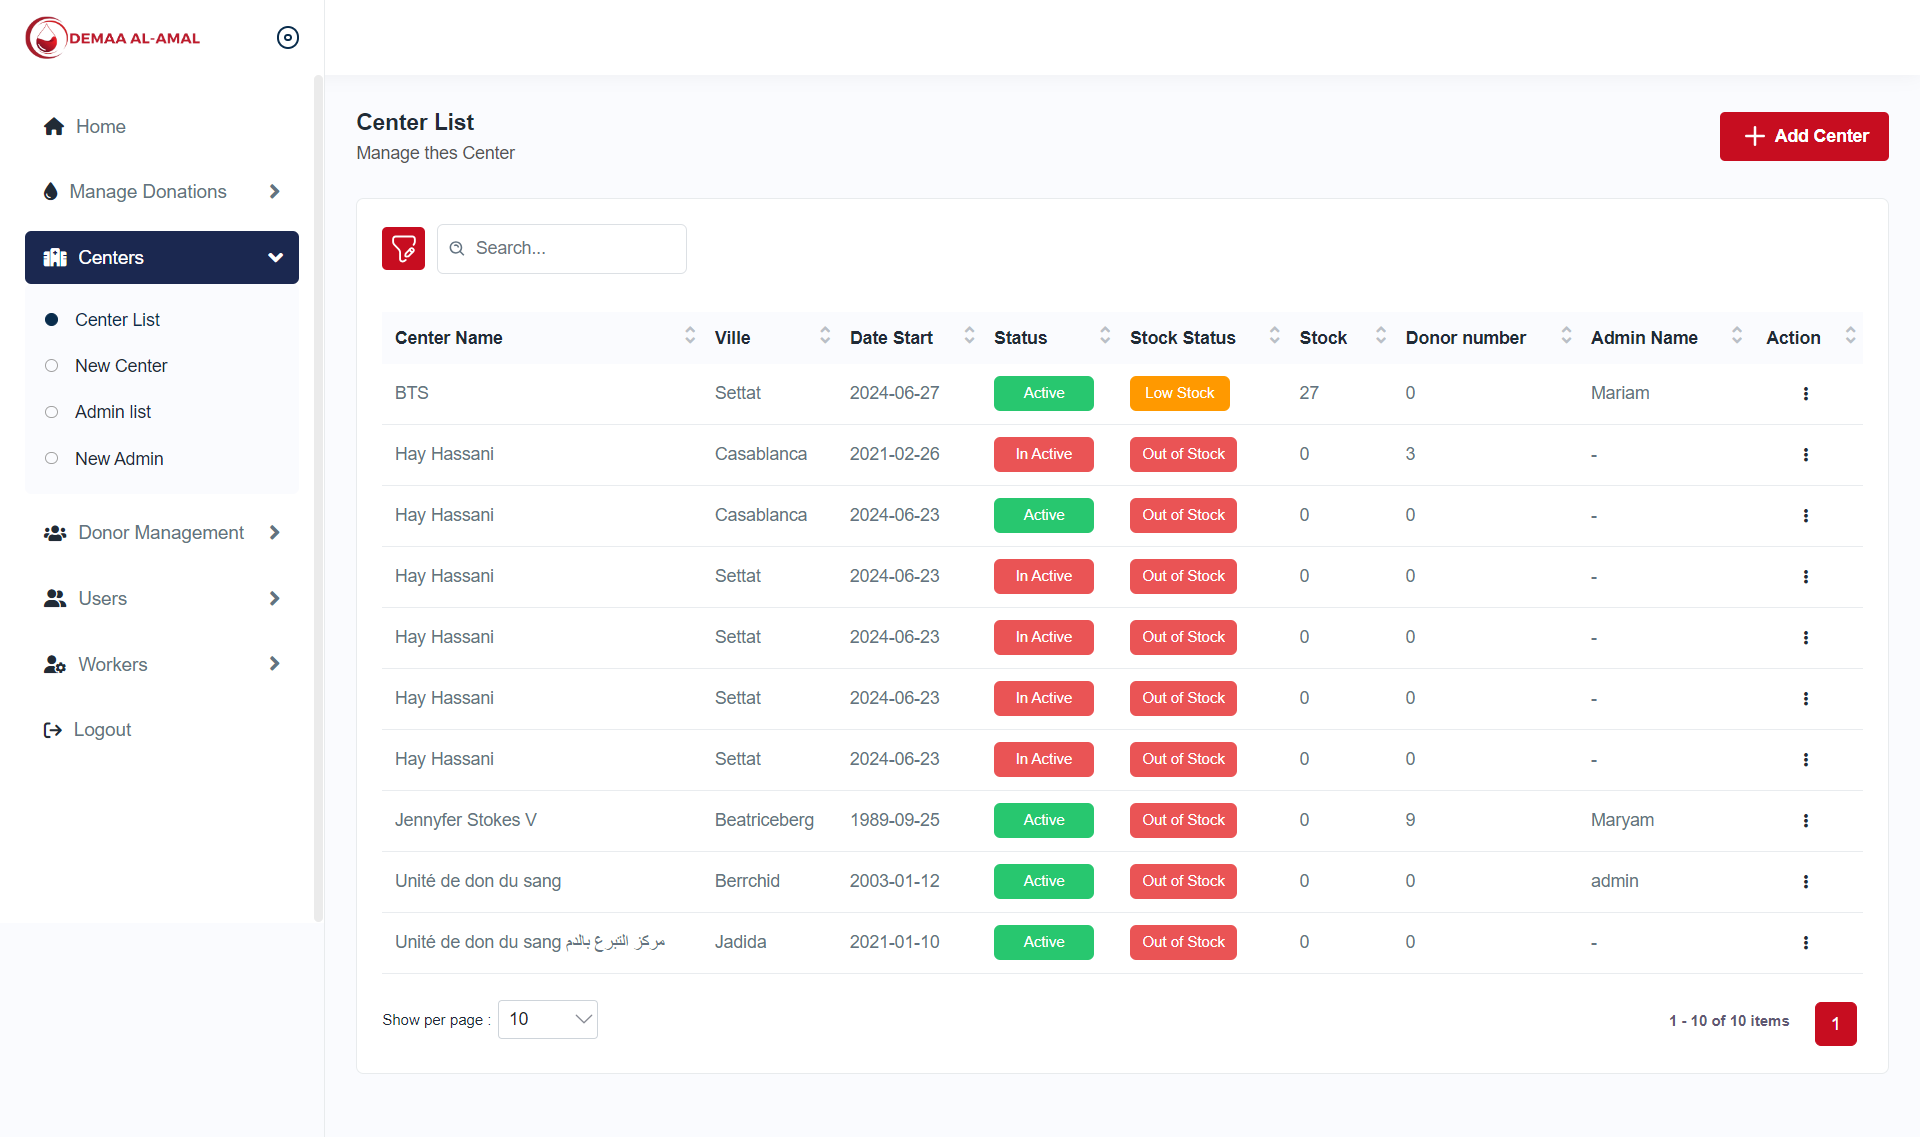 DEMAA AL-AMAL
Home
Manage Donations
Centers
Center List
New Center
Admin list
New Admin
Donor Management
Users
Workers
Logout
Center List
Manage thes Center
Add Center
Search...
Center Name Ville Date Start Status Stock Status Stock Donor number Admin Name Action
BTS Settat 2024-06-27 Active Low Stock 27 0 Mariam
Hay Hassani Casablanca 2021-02-26 In Active Out of Stock 0 3 -
Hay Hassani Casablanca 2024-06-23 Active Out of Stock 0 0 -
Hay Hassani Settat 2024-06-23 In Active Out of Stock 0 0 -
Hay Hassani Settat 2024-06-23 In Active Out of Stock 0 0 -
Hay Hassani Settat 2024-06-23 In Active Out of Stock 0 0 -
Hay Hassani Settat 2024-06-23 In Active Out of Stock 0 0 -
Jennyfer Stokes V Beatriceberg 1989-09-25 Active Out of Stock 0 9 Maryam
Unité de don du sang Berrchid 2003-01-12 Active Out of Stock 0 0 admin
Unité de don du sang مركز التبرع بالدم Jadida 2021-01-10 Active Out of Stock 0 0 -
Show per page : 10
1 - 10 of 10 items 1